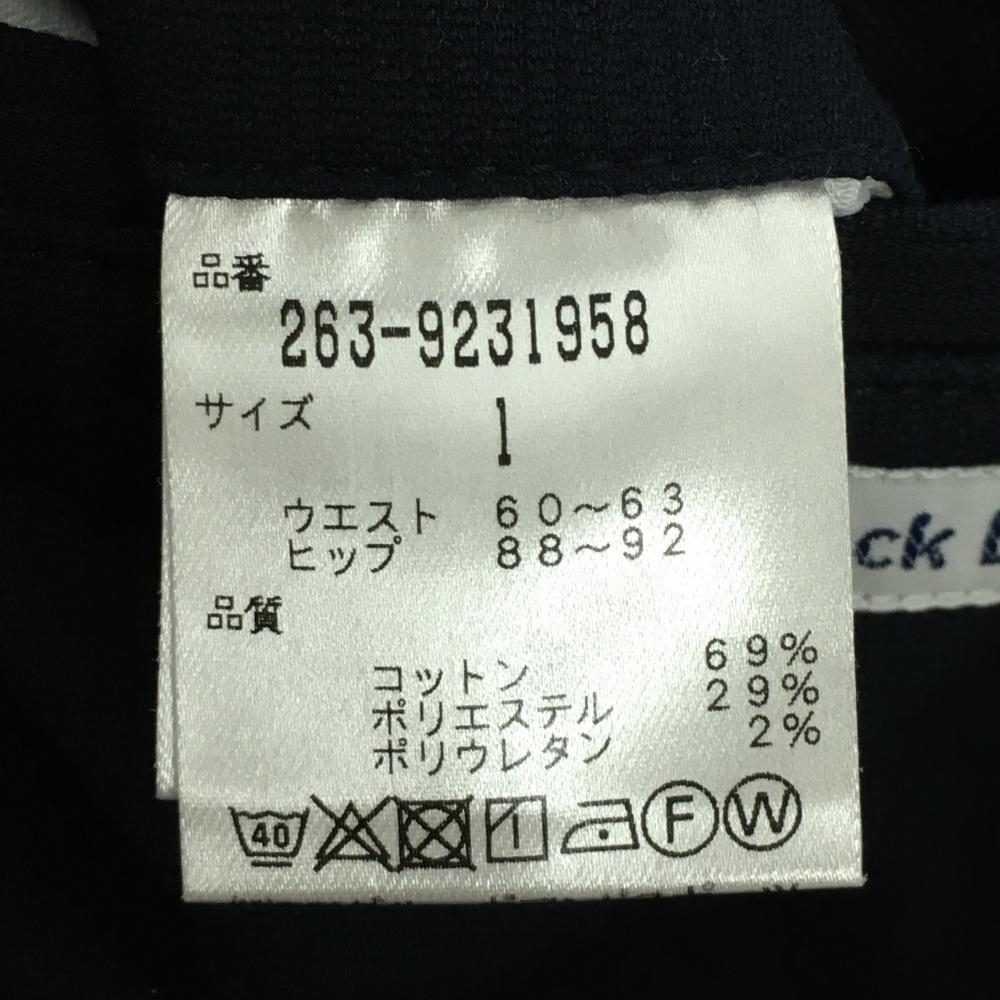 品番
263-9231958
サイズ 1
ウエスト 60〜63
ヒップ 88〜92
品質
コットン 69%
ポリエステル 29%
ポリウレタン 2%
40 F W
ck